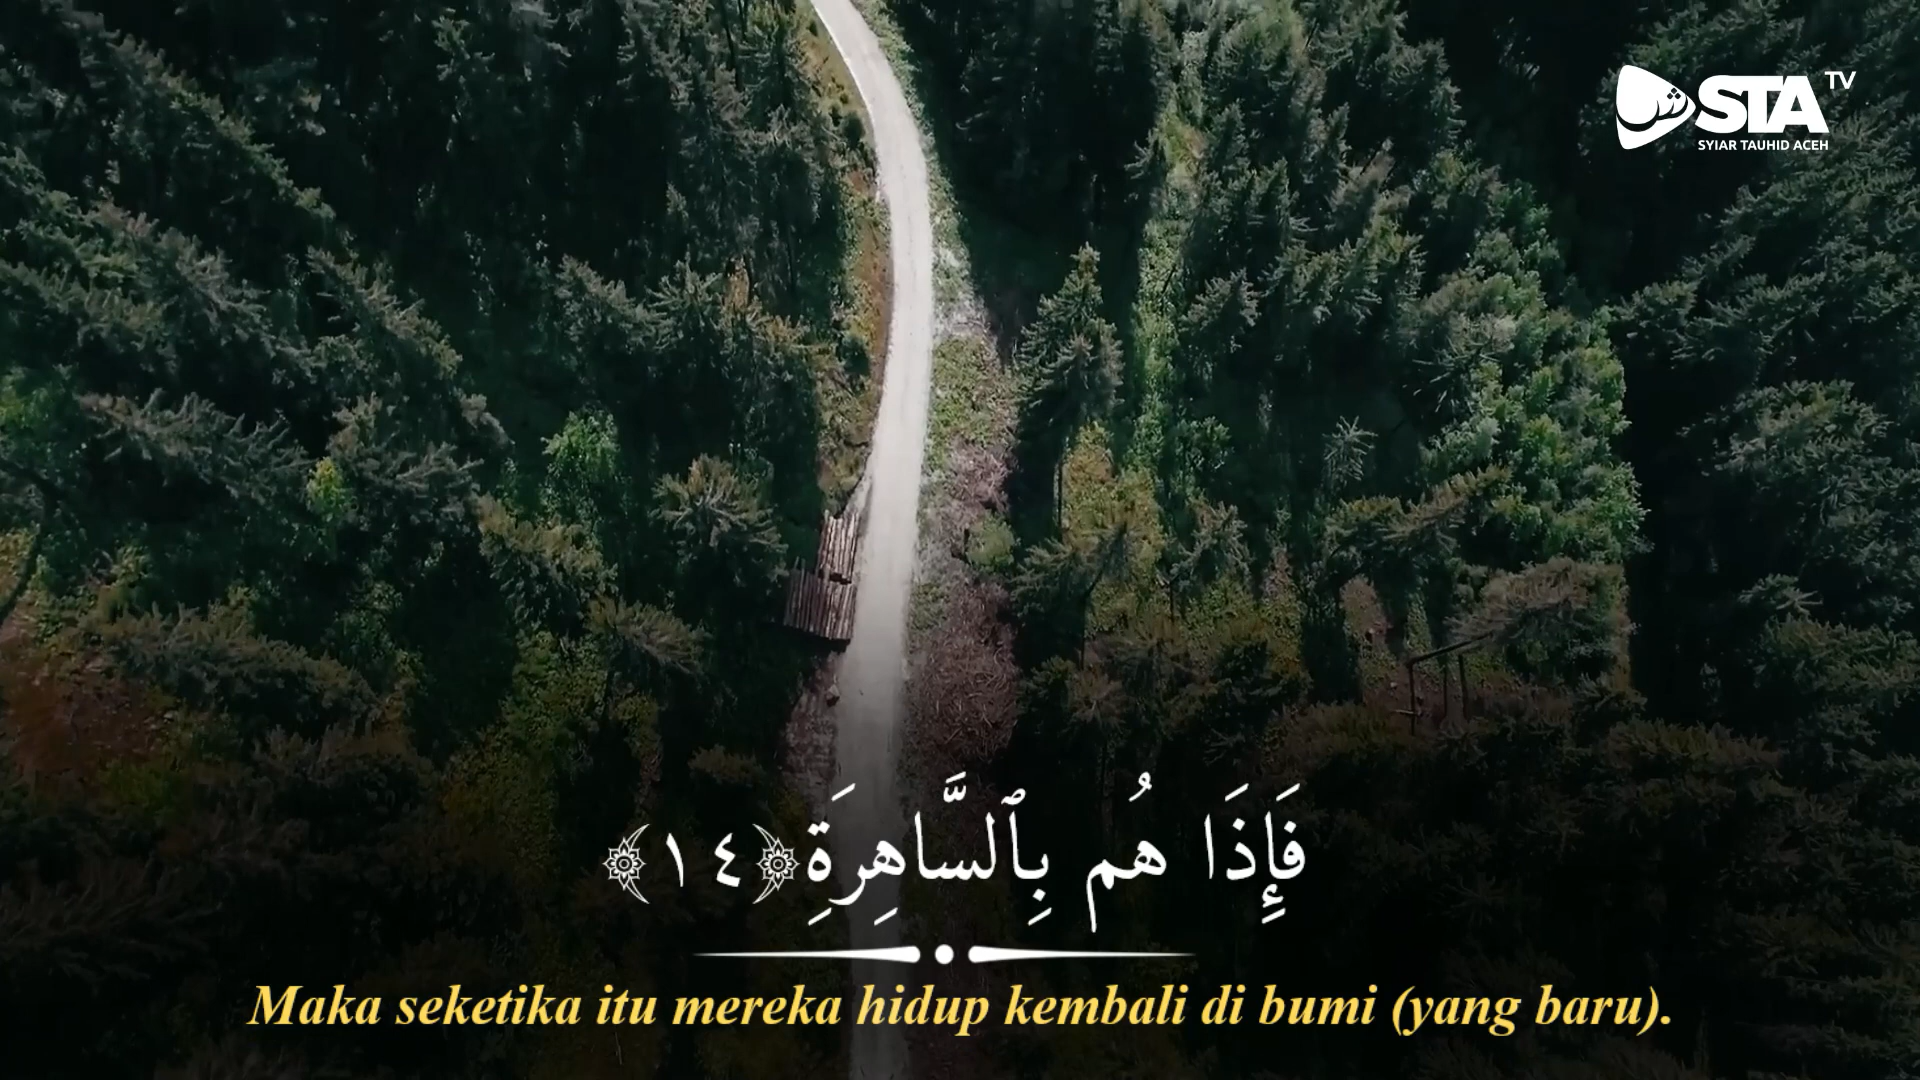 STA TV
SYIAR TAUHID ACEH
فَإِذَا هُم بِٱلسَّاهِرَةِ ﴿١٤﴾
Maka seketika itu mereka hidup kembali di bumi (yang baru).